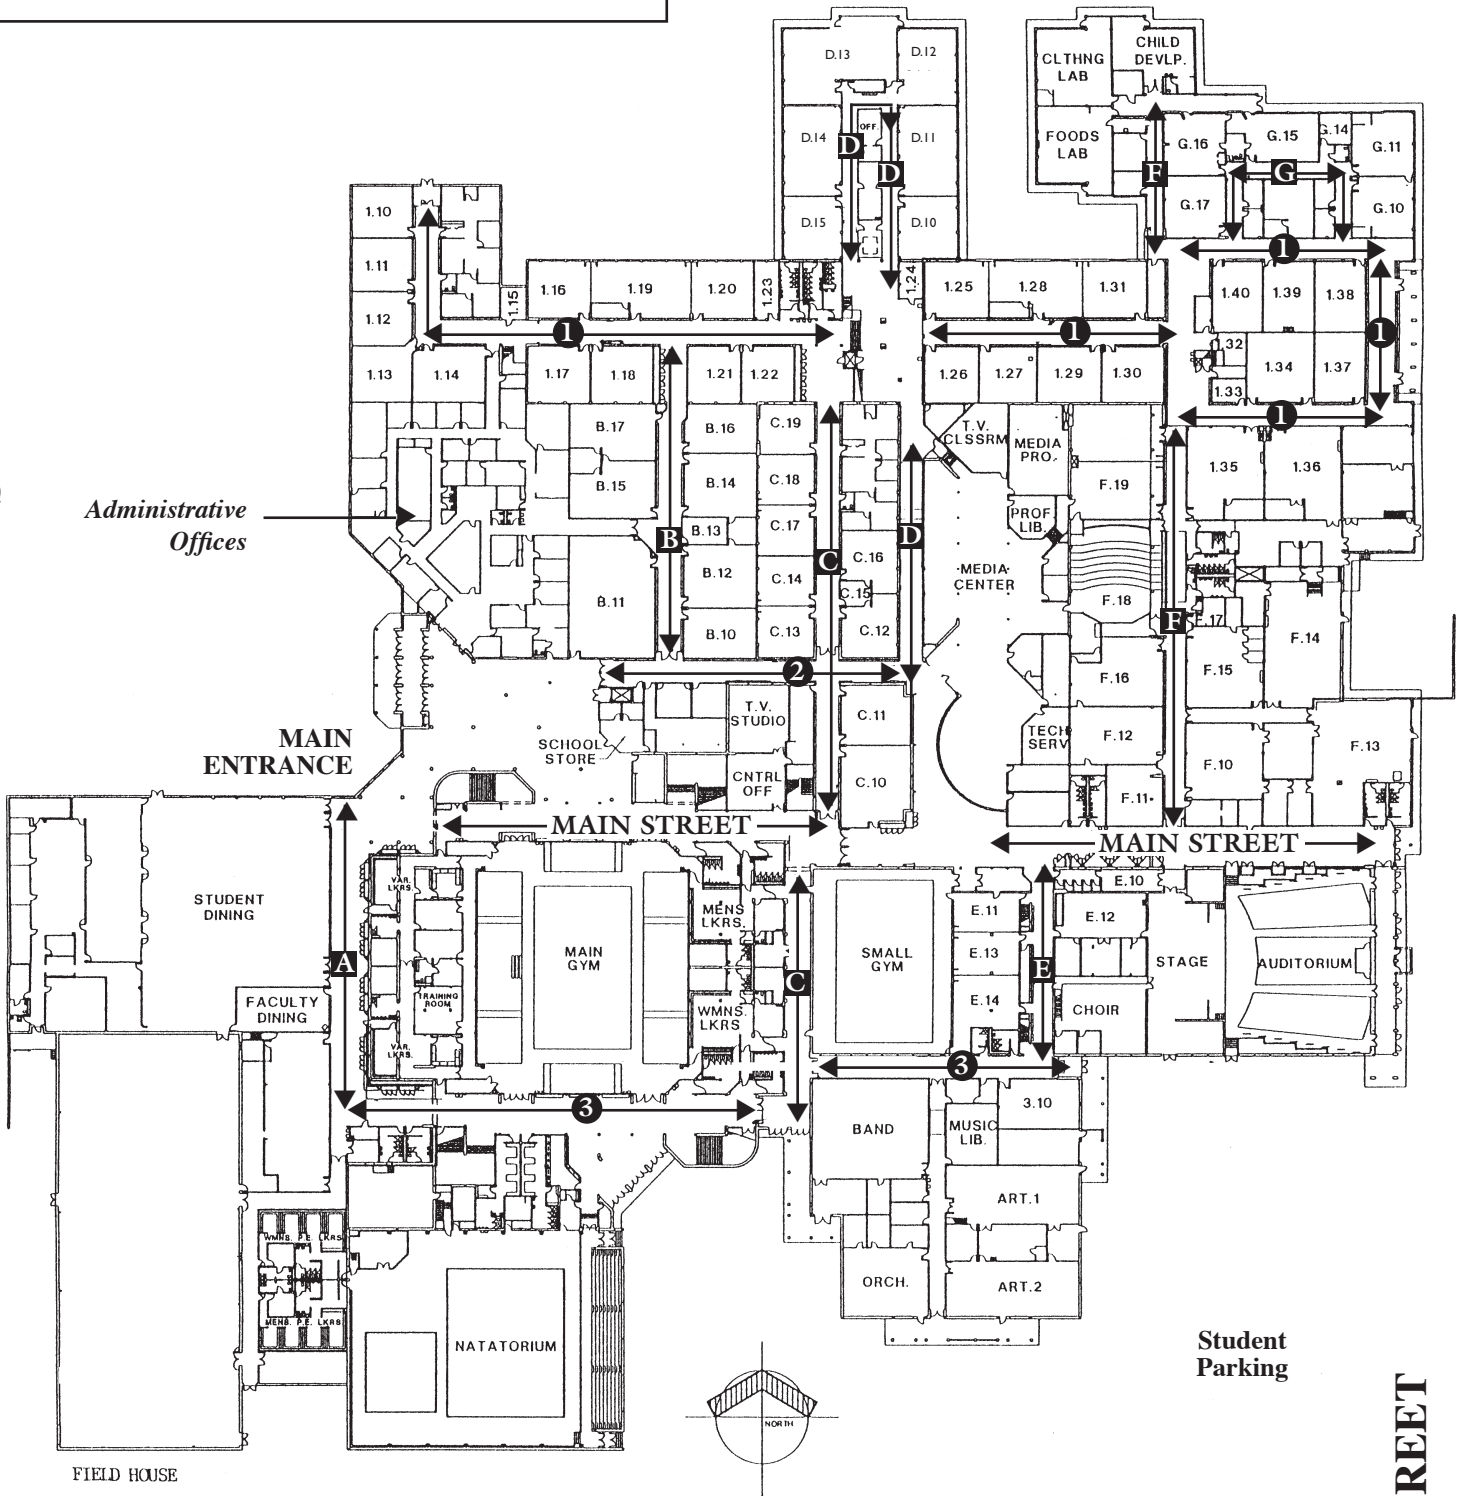 D.13
D.12
CLTHNG
LAB
CHILD
DEVLP.
OFF.
D.14
D
D.11
D
FOODS
LAB
G.16
G.15
G.14
G.11
F
G
D.15
D.10
G.17
G.10
1
1.10
1.11
1.12
1.15
1.16
1.19
1.20
1.23
1.24
1.25
1.28
1.31
1.40
1.39
1.38
1
1
1
1.13
1.14
1.17
1.18
1.21
1.22
1.26
1.27
1.29
1.30
1.32
1.33
1.34
1.37
1
B.17
B.16
C.19
T.V.
CLSSRM
MEDIA
PRO.
B.15
B.14
C.18
F.19
1.35
1.36
Administrative
Offices
B.13
C.17
PROF
LIB.
B
C
D
B.12
C.14
C.16
MEDIA
CENTER
B.11
C.15
F.18
F
F.17
B.10
C.13
C.12
F.14
2
F.16
F.15
MAIN
ENTRANCE
SCHOOL
STORE
T.V.
STUDIO
C.11
TECH
SERV
F.12
F.10
F.13
CNTRL
OFF
C.10
F.11
MAIN STREET
MAIN STREET
STUDENT
DINING
VAR.
LKRS.
MENS
LKRS.
E.11
E.10
E.12
A
MAIN
GYM
C
SMALL
GYM
E.13
E
STAGE
AUDITORIUM
FACULTY
DINING
TRAINING
ROOM
WMNS.
LKRS
E.14
CHOIR
VAR.
LKRS.
3
3
BAND
MUSIC
LIB.
3.10
ART.1
WMNS. P.E. LKRS
ORCH.
ART.2
MENS. P.E. LKRS
NATATORIUM
Student
Parking
NORTH
REET
FIELD HOUSE